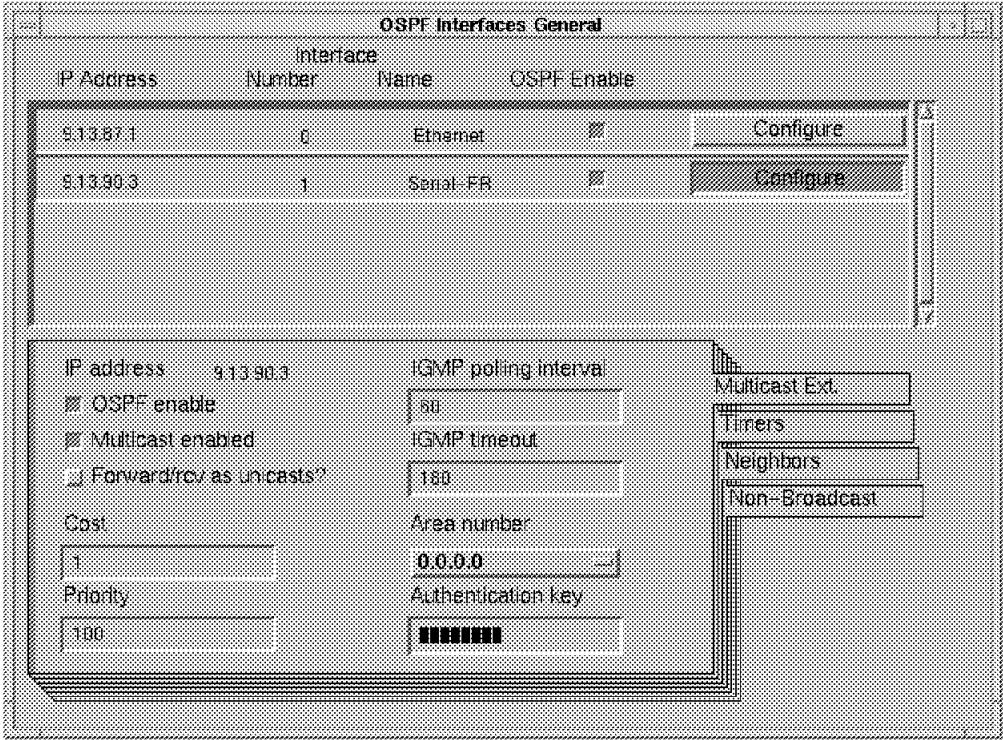 OSPF Interfaces General
Interface
IP Address Number Name OSPF Enable
9.13.87.1 0 Ethernet Configure
9.13.90.3 1 Serial-FR Configure
IP address 9.13.90.3 IGMP polling interval
OSPF enable 60
Multicast enabled IGMP timeout
Forward/rcv as unicasts? 180
Cost Area number
1 0.0.0.0
Priority Authentication key
100
Multicast Ext.
Timers
Neighbors
Non-Broadcast